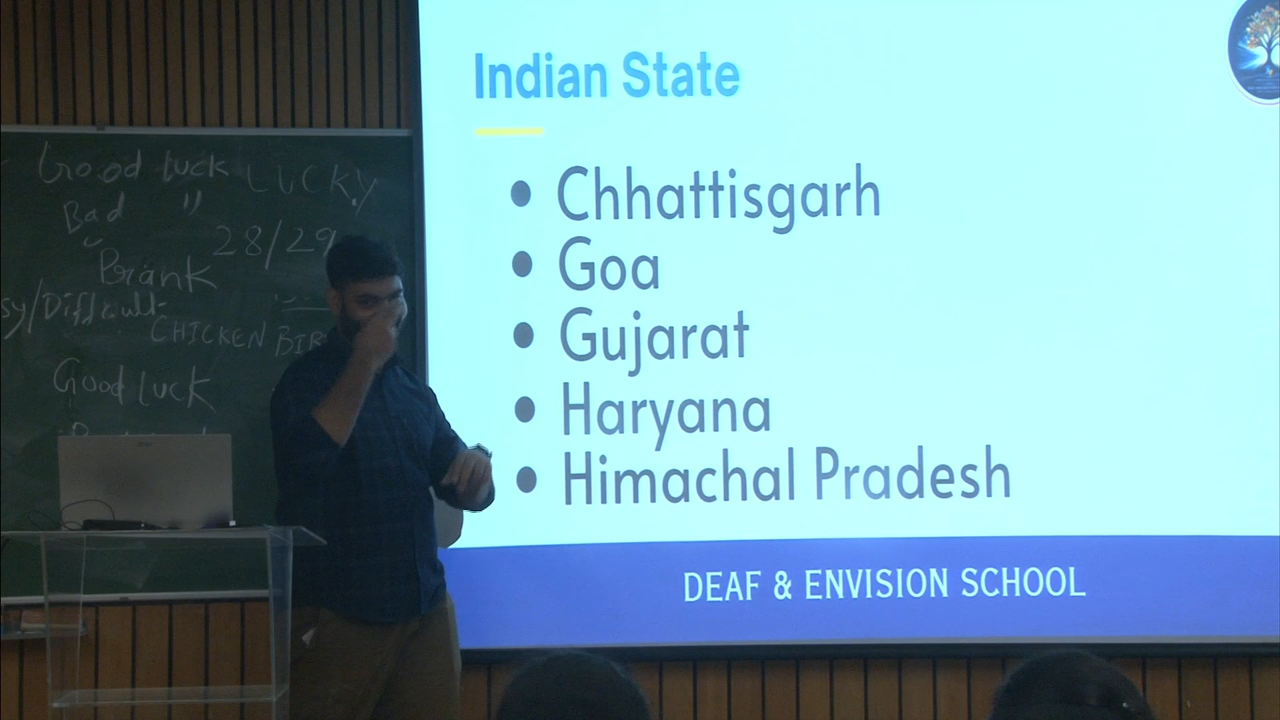 Good luck LUCKY
Bad "
28/29
Prank
sy/Difficult
CHICKEN BIR
Good luck
Indian State
• Chhattisgarh
• Goa
• Gujarat
• Haryana
• Himachal Pradesh
DEAF & ENVISION SCHOOL